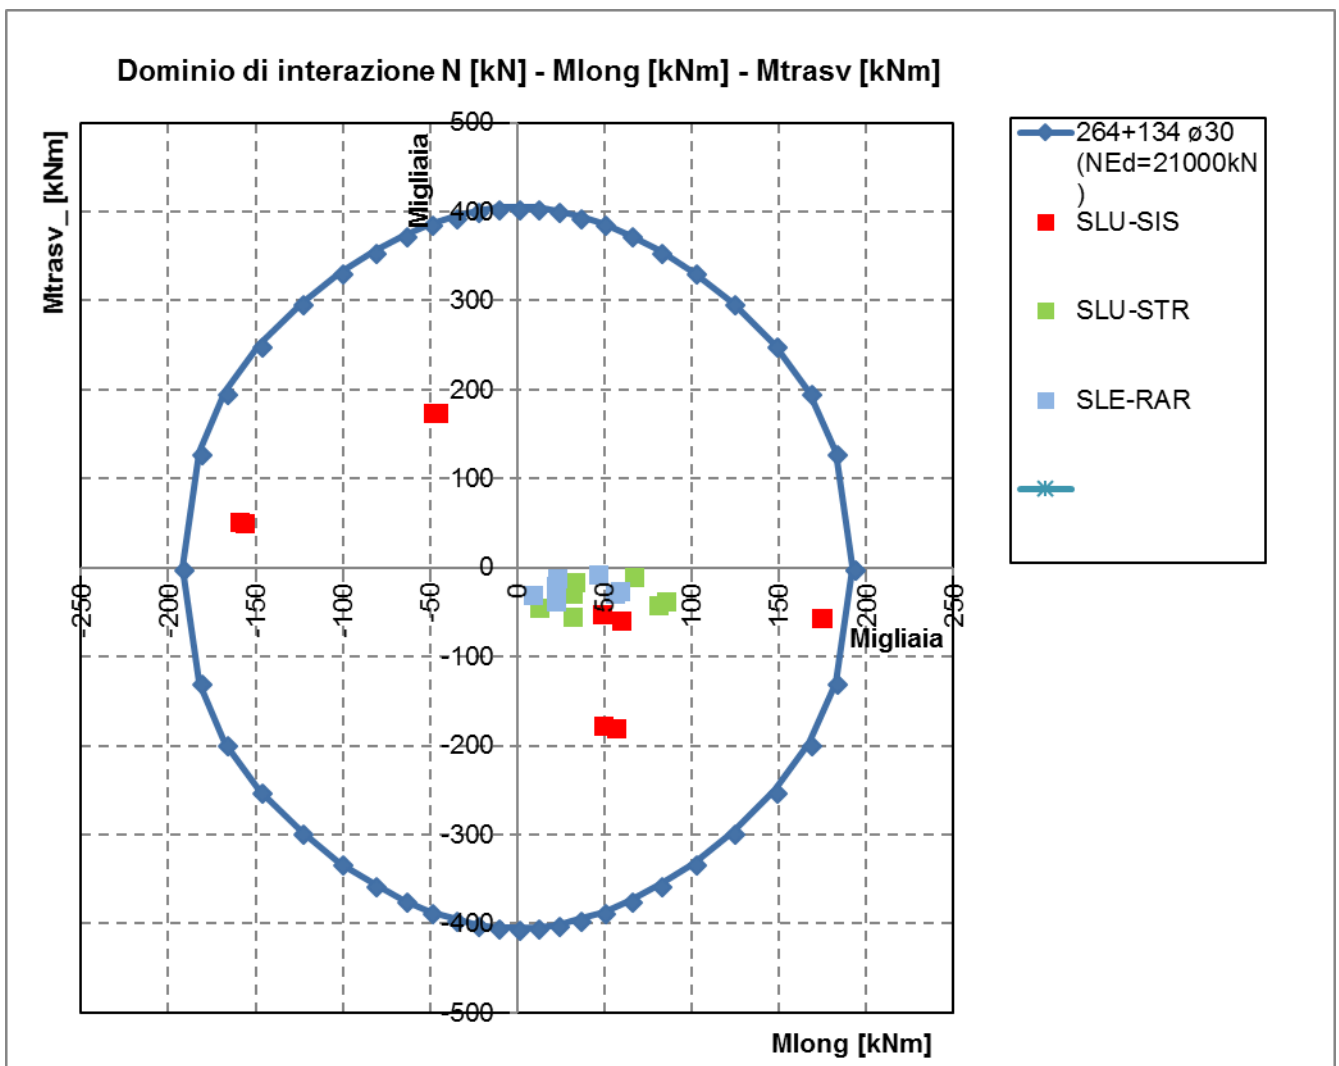 Dominio di interazione N [kN] - Mlong [kNm] - Mtrasv [kNm]
Mtrasv_ [kNm]
Migliaia
500
400
300
200
100
0
-100
-200
-300
-400
-500
-250
-200
-150
-100
-50
0
50
100
150
200
250
Migliaia
Mlong [kNm]
264+134 ø30
(NEd=21000kN
)
SLU-SIS
SLU-STR
SLE-RAR